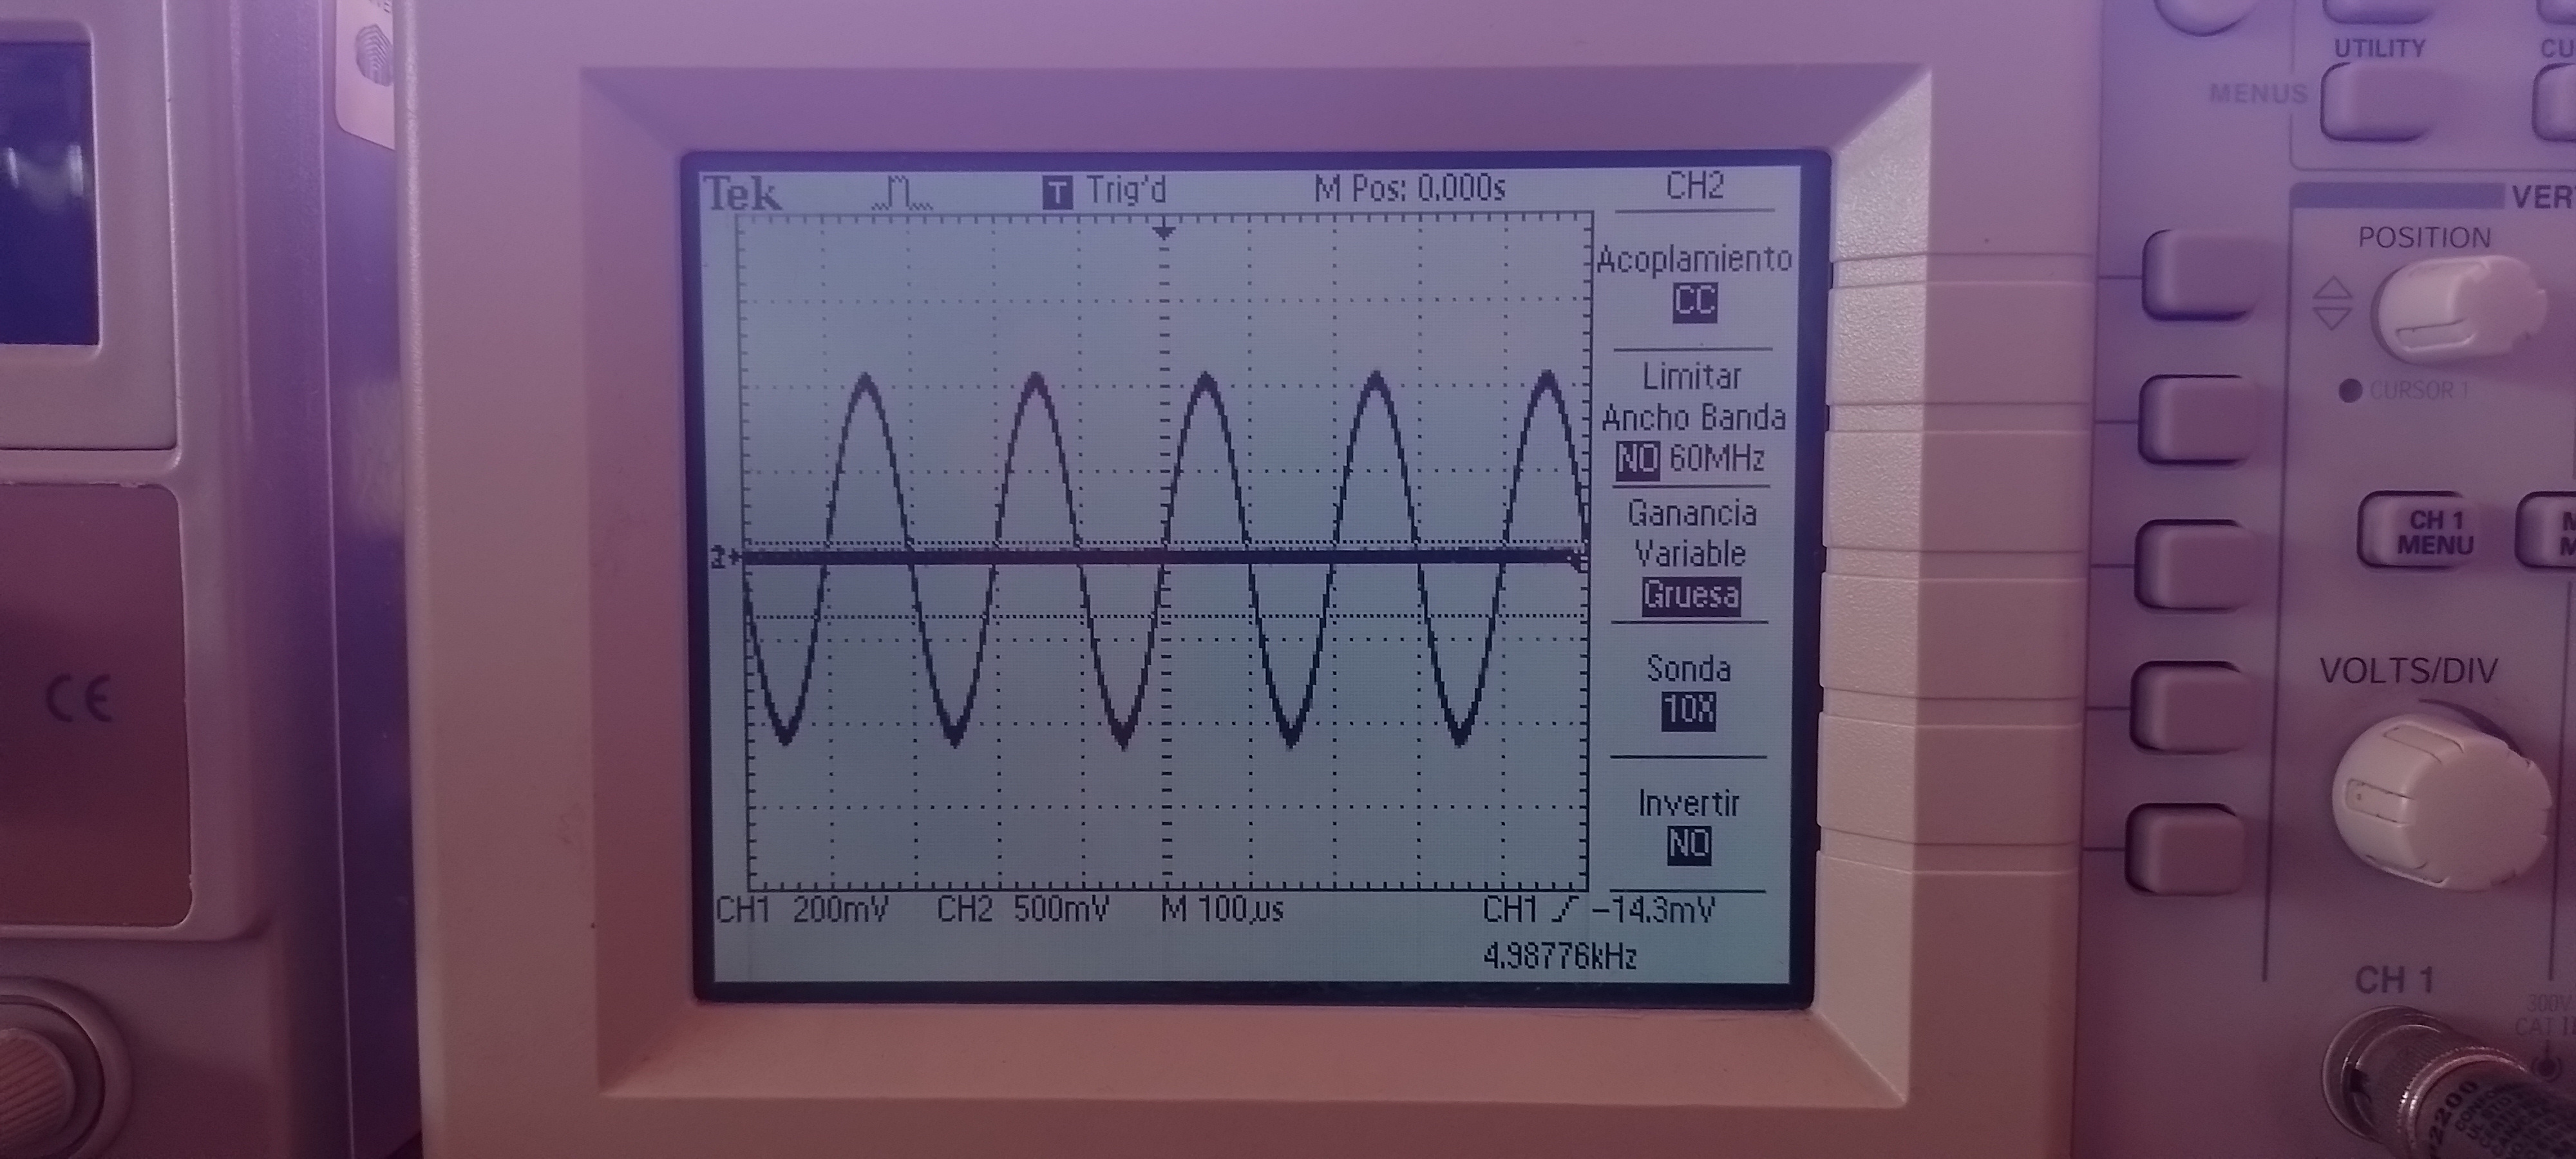 Tek
T Trig'd
M Pos: 0.000s
CH2
Acoplamiento
CC
Limitar
Ancho Banda
NO 60MHz
Ganancia
Variable
Gruesa
Sonda
10X
Invertir
NO
CH1 200mV
CH2 500mV
M 100µs
CH1 -14.3mV
4.98776kHz
UTILITY
CU
MENUS
VER
POSITION
CURSOR 1
CH 1
MENU
M
M
VOLTS/DIV
CH 1
300V
CAT I
2200
CE